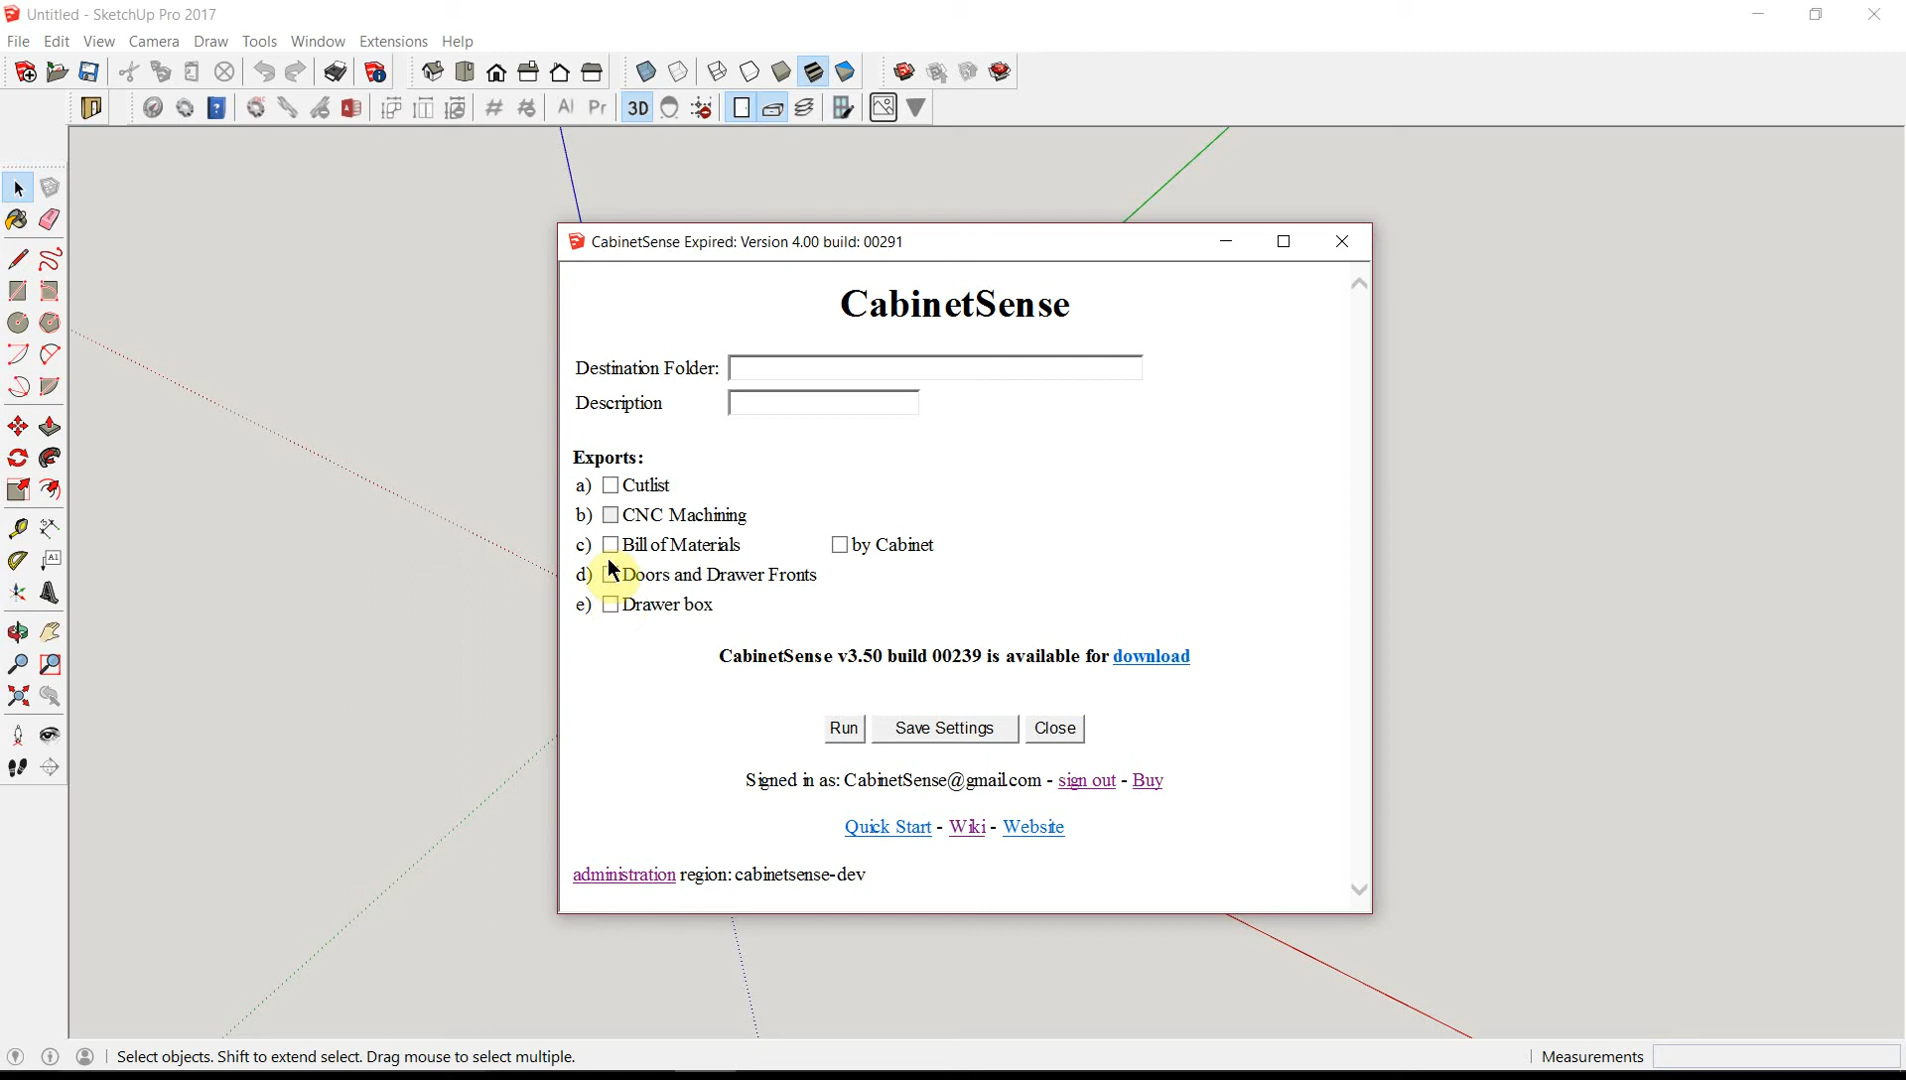 Untitled - SketchUp Pro 2017
File Edit View Camera Draw Tools Window Extensions Help
AI Pr 3D
CabinetSense Expired: Version 4.00 build: 00291
CabinetSense
Destination Folder:
Description
Exports:
a) Cutlist
b) CNC Machining
c) Bill of Materials by Cabinet
d) Doors and Drawer Fronts
e) Drawer box
CabinetSense v3.50 build 00239 is available for download
Run Save Settings Close
Signed in as: CabinetSense@gmail.com - sign out - Buy
Quick Start - Wiki - Website
administration region: cabinetsense-dev
Select objects. Shift to extend select. Drag mouse to select multiple. Measurements